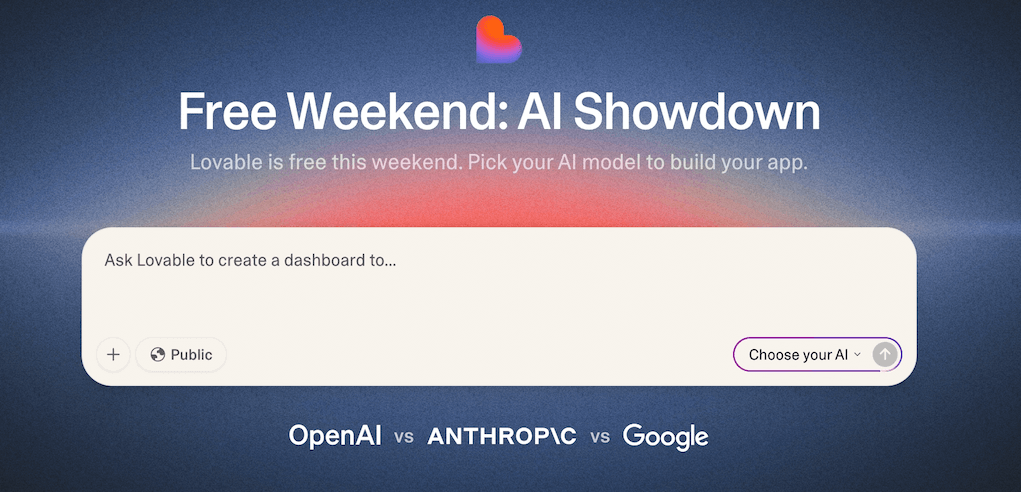 Free Weekend: AI Showdown
Lovable is free this weekend. Pick your AI model to build your app.
Ask Lovable to create a dashboard to...
Public
Choose your AI
OpenAI vs ANTHROP\C vs Google